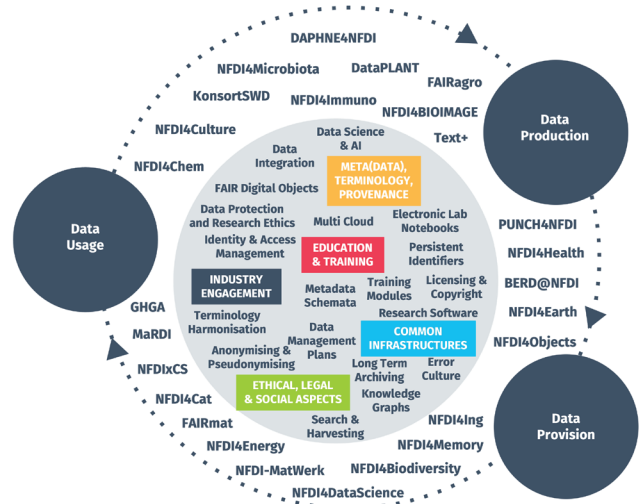 DAPHNE4NFDI
NFDI4Microbiota
DataPLANT
FAIRagro
KonsortSWD
NFDI4Immuno
NFDI4BIOIMAGE
NFDI4Culture
Text+
NFDI4Chem
Data
Production
Data Science
& AI
Data
Integration
META(DATA),
TERMINOLOGY,
PROVENANCE
FAIR Digital Objects
Data Protection
and Research Ethics
Multi Cloud
Electronic Lab
Notebooks
Identity & Access
Management
EDUCATION
& TRAINING
Persistent
Identifiers
Data
Usage
PUNCH4NFDI
NFDI4Health
BERD@NFDI
NFDI4Earth
NFDI4Objects
INDUSTRY
ENGAGEMENT
Metadata
Schemata
Training
Modules
Licensing &
Copyright
Research Software
Terminology
Harmonisation
Data
Management
Plans
COMMON
INFRASTRUCTURES
Anonymising &
Pseudonymising
Long Term
Archiving
Error
Culture
ETHICAL, LEGAL
& SOCIAL ASPECTS
Knowledge
Graphs
Search &
Harvesting
GHGA
MaRDI
NFDIxCS
NFDI4Cat
FAIRmat
NFDI4Energy
NFDI-MatWerk
NFDI4DataScience
NFDI4Biodiversity
NFDI4Memory
NFDI4Ing
Data
Provision